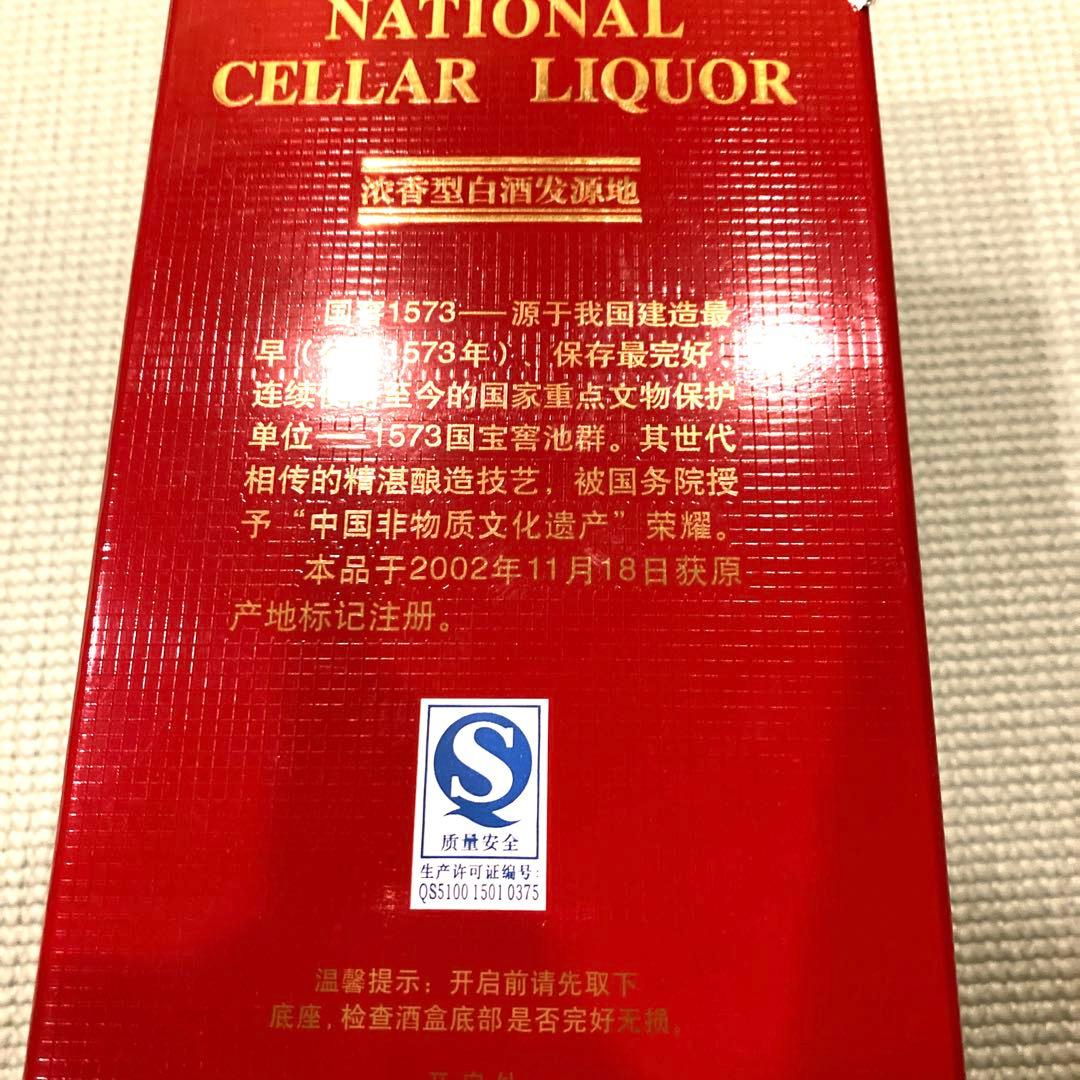 NATIONAL
CELLAR LIQUOR
浓香型白酒发源地
国窖1573——源于我国建造最
早（ 1573年）、保存最完好、
连续 至今的国家重点文物保护
单位——1573国宝窖池群。其世代
相传的精湛酿造技艺，被国务院授
予“中国非物质文化遗产”荣耀。
本品于2002年11月18日获原
产地标记注册。
质量安全
生产许可证编号：
QS5100 1501 0375
温馨提示：开启前请先取下
底座，检查酒盒底部是否完好无损。